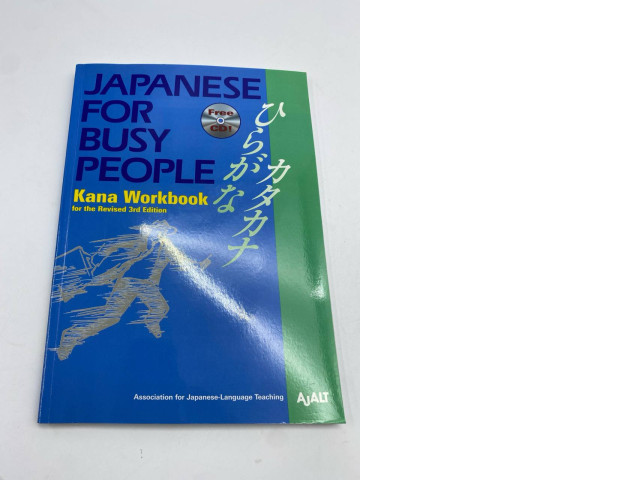 JAPANESE
FOR
BUSY
PEOPLE
Free
CD!
Kana Workbook
for the Revised 3rd Edition
ひらがな
カタカナ
Association for Japanese-Language Teaching
AJALT